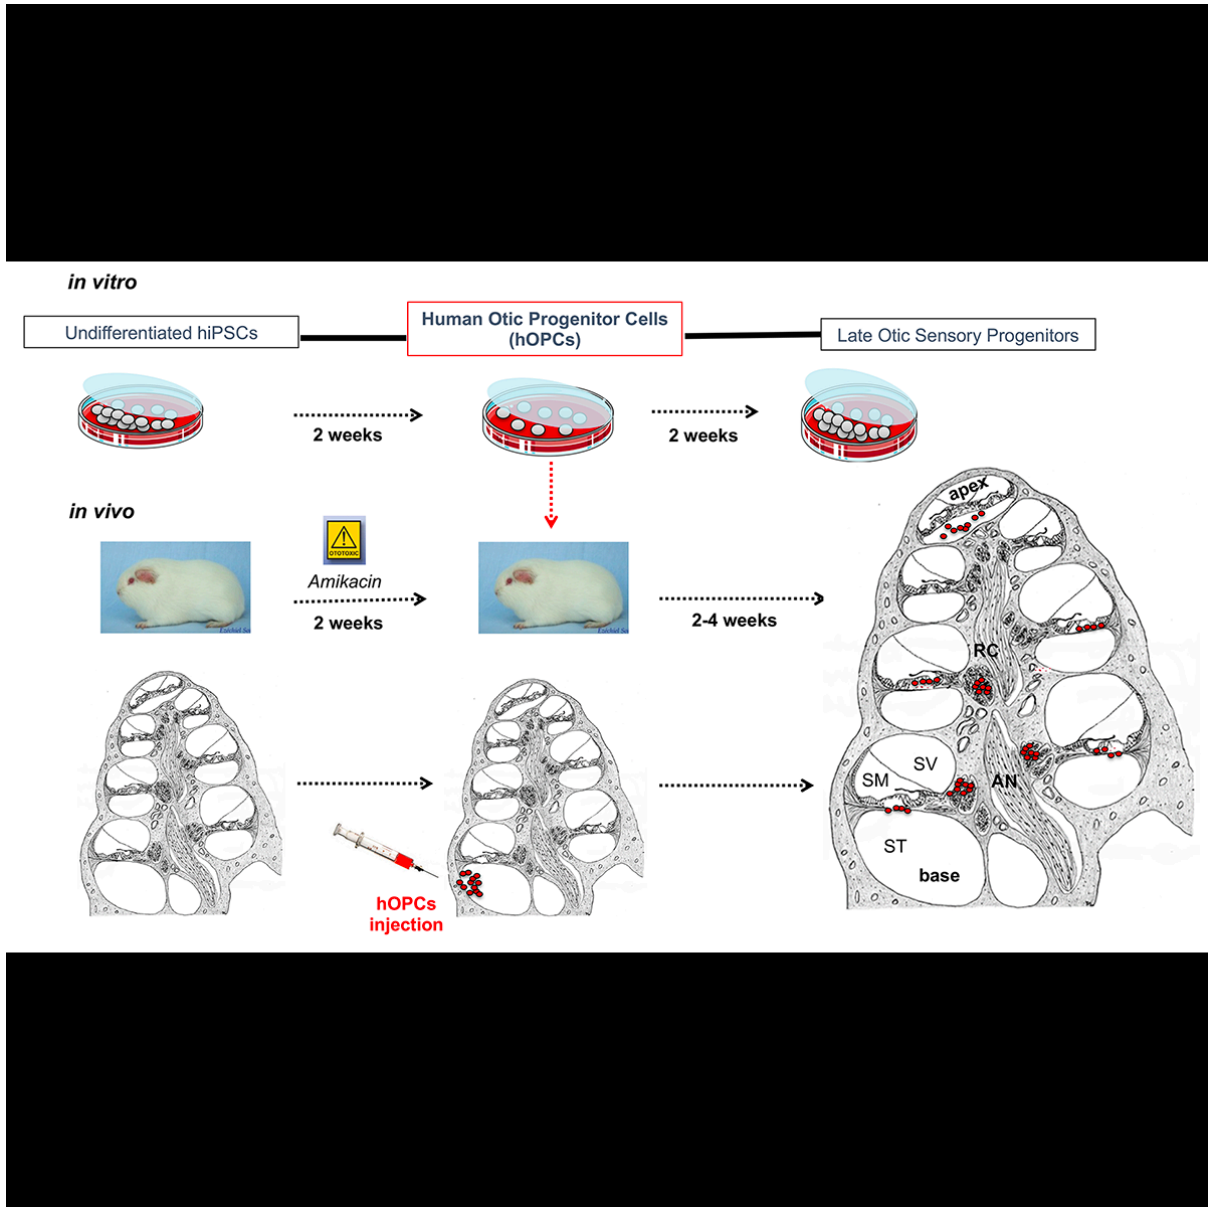 in vitro
Undifferentiated hiPSCs
Human Otic Progenitor Cells
(hOPCs)
Late Otic Sensory Progenitors
2 weeks
2 weeks
in vivo
OTOTOXIC
Amikacin
2 weeks
2-4 weeks
apex
RC
SV
SM
AN
ST
base
hOPCs
injection